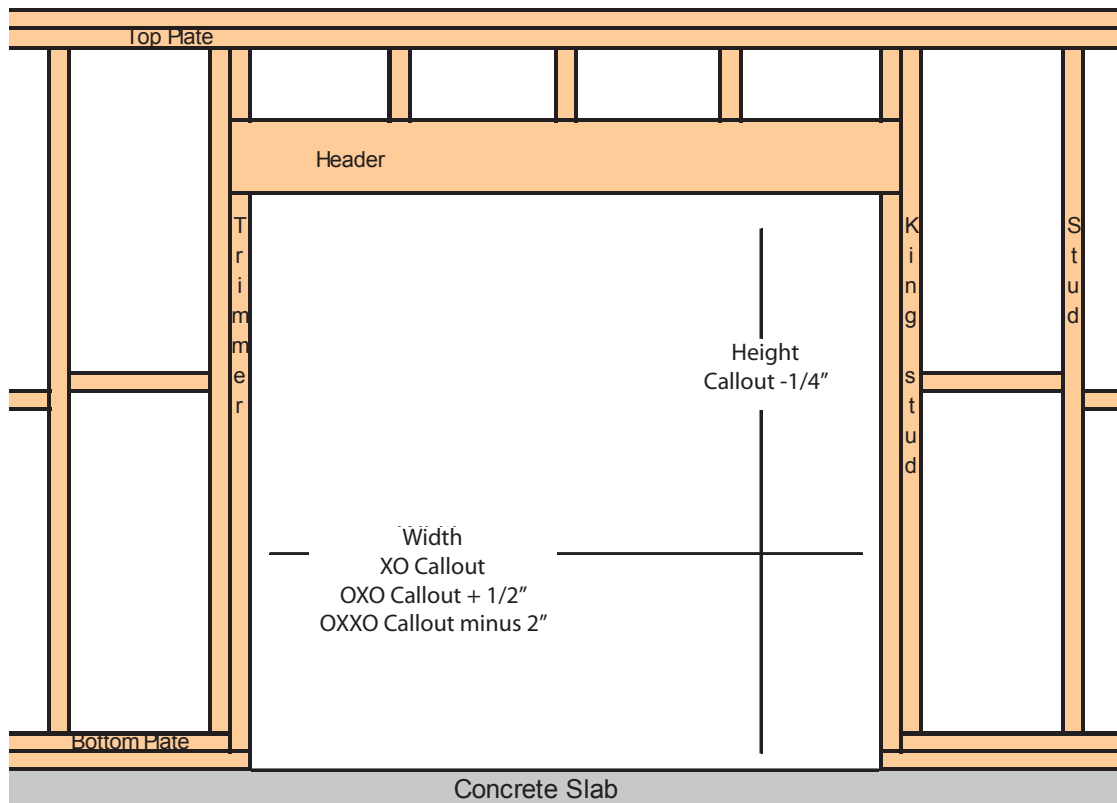 Top Plate
Header
Trimmer
King stud
Stud
Height
Callout -1/4”
Width
XO Callout
OXO Callout + 1/2”
OXXO Callout minus 2”
Bottom Plate
Concrete Slab